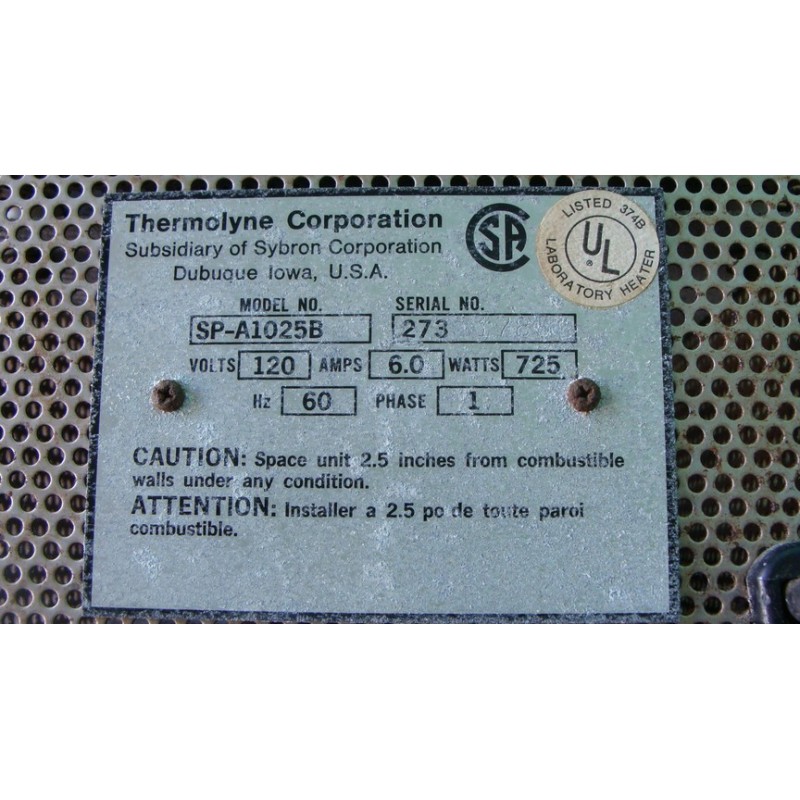 Thermolyne Corporation
Subsidiary of Sybron Corporation
Dubuque Iowa, U.S.A.
SA
LISTED 374B
UL
®
LABORATORY HEATER
MODEL NO. SERIAL NO.
SP-A1025B 273
VOLTS 120 AMPS 6.0 WATTS 725
Hz 60 PHASE 1
CAUTION: Space unit 2.5 inches from combustible
walls under any condition.
ATTENTION: Installer a 2.5 po de toute paroi
combustible.